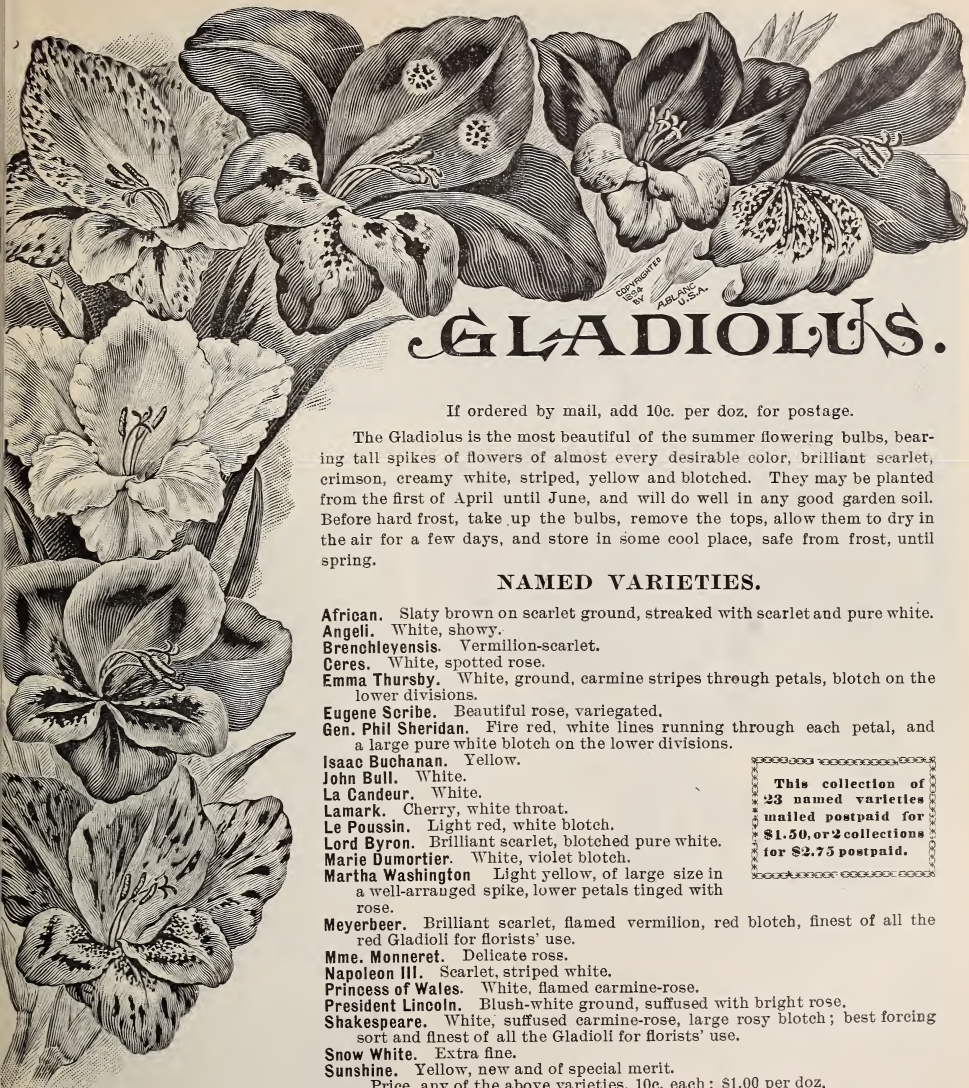 COPYRIGHTED
1894
BY A.BLANC
U.S.A.
GLADIOLUS.
If ordered by mail, add 10c. per doz. for postage.
The Gladiolus is the most beautiful of the summer flowering bulbs, bear-
ing tall spikes of flowers of almost every desirable color, brilliant scarlet,
crimson, creamy white, striped, yellow and blotched. They may be planted
from the first of April until June, and will do well in any good garden soil.
Before hard frost, take up the bulbs, remove the tops, allow them to dry in
the air for a few days, and store in some cool place, safe from frost, until
spring.
NAMED VARIETIES.
African. Slaty brown on scarlet ground, streaked with scarlet and pure white.
Angeli. White, showy.
Brenchleyensis. Vermilion-scarlet.
Ceres. White, spotted rose.
Emma Thursby. White, ground, carmine stripes through petals, blotch on the
lower divisions.
Eugene Scribe. Beautiful rose, variegated.
Gen. Phil Sheridan. Fire red, white lines running through each petal, and
a large pure white blotch on the lower divisions.
Isaac Buchanan. Yellow.
John Bull. White.
La Candeur. White.
Lamark. Cherry, white throat.
Le Poussin. Light red, white blotch.
Lord Byron. Brilliant scarlet, blotched pure white.
Marie Dumortier. White, violet blotch.
Martha Washington Light yellow, of large size in
a well-arranged spike, lower petals tinged with
rose.
This collection of
23 named varieties
mailed postpaid for
$1.50, or 2 collections
for $2.75 postpaid.
Meyerbeer. Brilliant scarlet, flamed vermilion, red blotch, finest of all the
red Gladioli for florists' use.
Mme. Monneret. Delicate ross.
Napoleon III. Scarlet, striped white.
Princess of Wales. White, flamed carmine-rose.
President Lincoln. Blush-white ground, suffused with bright rose.
Shakespeare. White, suffused carmine-rose, large rosy blotch; best forcing
sort and finest of all the Gladioli for florists' use.
Snow White. Extra fine.
Sunshine. Yellow, new and of special merit.
Price, any of the above varieties, 10c. each; $1.00 per doz.